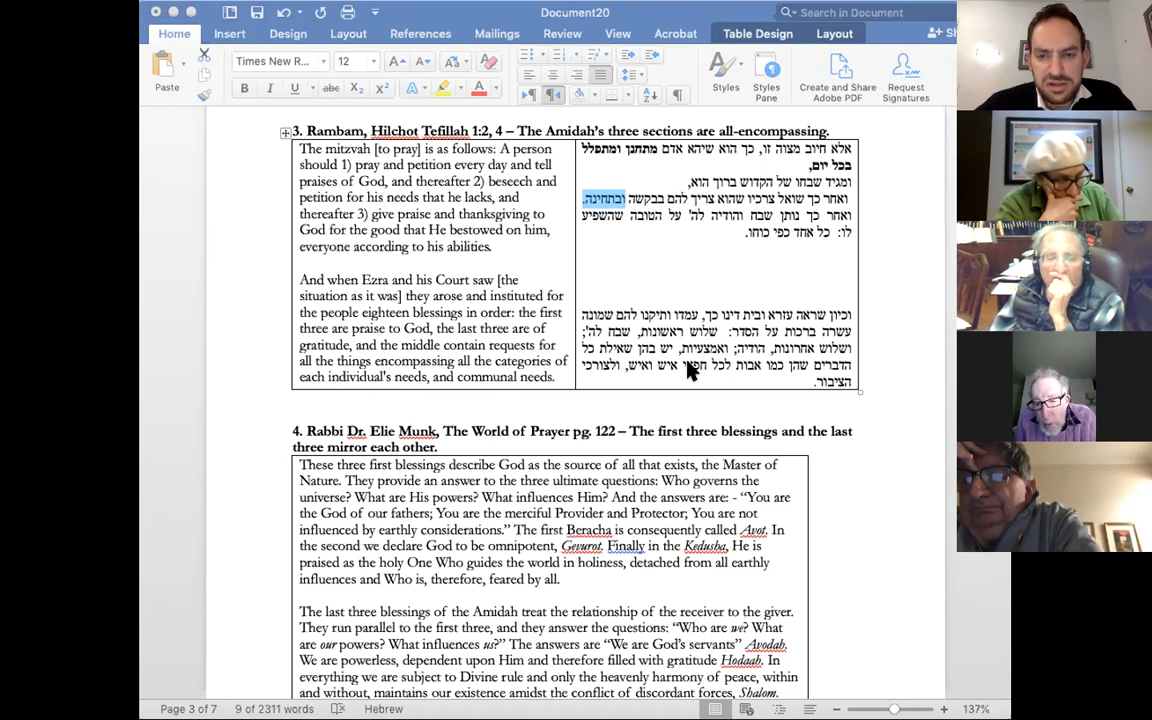 Document20
Search in Document
Home Insert Design Layout References Mailings Review View Acrobat Table Design Layout
Times New R... 12
Paste
B I U abc X₂ X²
Styles
Styles Pane
Create and Share Adobe PDF
Request Signatures
3. Rambam, Hilchot Tefillah 1:2, 4 – The Amidah's three sections are all-encompassing.
The mitzvah [to pray] is as follows: A person
should 1) pray and petition every day and tell
praises of God, and thereafter 2) beseech and
petition for his needs that he lacks, and
thereafter 3) give praise and thanksgiving to
God for the good that He bestowed on him,
everyone according to his abilities.
And when Ezra and his Court saw [the
situation as it was] they arose and instituted for
the people eighteen blessings in order: the first
three are praise to God, the last three are of
gratitude, and the middle contain requests for
all the things encompassing all the categories of
each individual's needs, and communal needs.
אלא חיוב מצוה זו, כך הוא שיהא אדם מתחנן ומתפלל
בכל יום,
ומגיד שבחו של הקדוש ברוך הוא,
ואחר כך שואל צרכיו שהוא צריך להם בבקשה ובתחינה.
ואחר כך נותן שבח והודיה לה' על הטובה שהשפיע
לו: כל אחד כפי כוחו.
וכיון שראה עזרא ובית דינו כך, עמדו ותיקנו להם שמונה
עשרה ברכות על הסדר: שלוש ראשונות, שבח לה';
ושלוש אחרונות, הודיה; ואמצעיות, יש בהן שאילת כל
הדברים שהן כמו אבות לכל איש ואיש, ולצורכי
הציבור.
4. Rabbi Dr. Elie Munk, The World of Prayer pg. 122 – The first three blessings and the last
three mirror each other.
These three first blessings describe God as the source of all that exists, the Master of
Nature. They provide an answer to the three ultimate questions: Who governs the
universe? What are His powers? What influences Him? And the answers are: - "You are
the God of our fathers; You are the merciful Provider and Protector; You are not
influenced by earthly considerations." The first Beracha is consequently called Avot. In
the second we declare God to be omnipotent, Gevurot. Finally in the Kedusha, He is
praised as the holy One Who guides the world in holiness, detached from all earthly
influences and Who is, therefore, feared by all.
The last three blessings of the Amidah treat the relationship of the receiver to the giver.
They run parallel to the first three, and they answer the questions: "Who are we? What
are our powers? What influences us?" The answers are "We are God's servants" Avodah.
We are powerless, dependent upon Him and therefore filled with gratitude Hodaah. In
everything we are subject to Divine rule and only the heavenly harmony of peace, within
and without, maintains our existence amidst the conflict of discordant forces, Shalom.
Page 3 of 7 9 of 2311 words Hebrew 137%